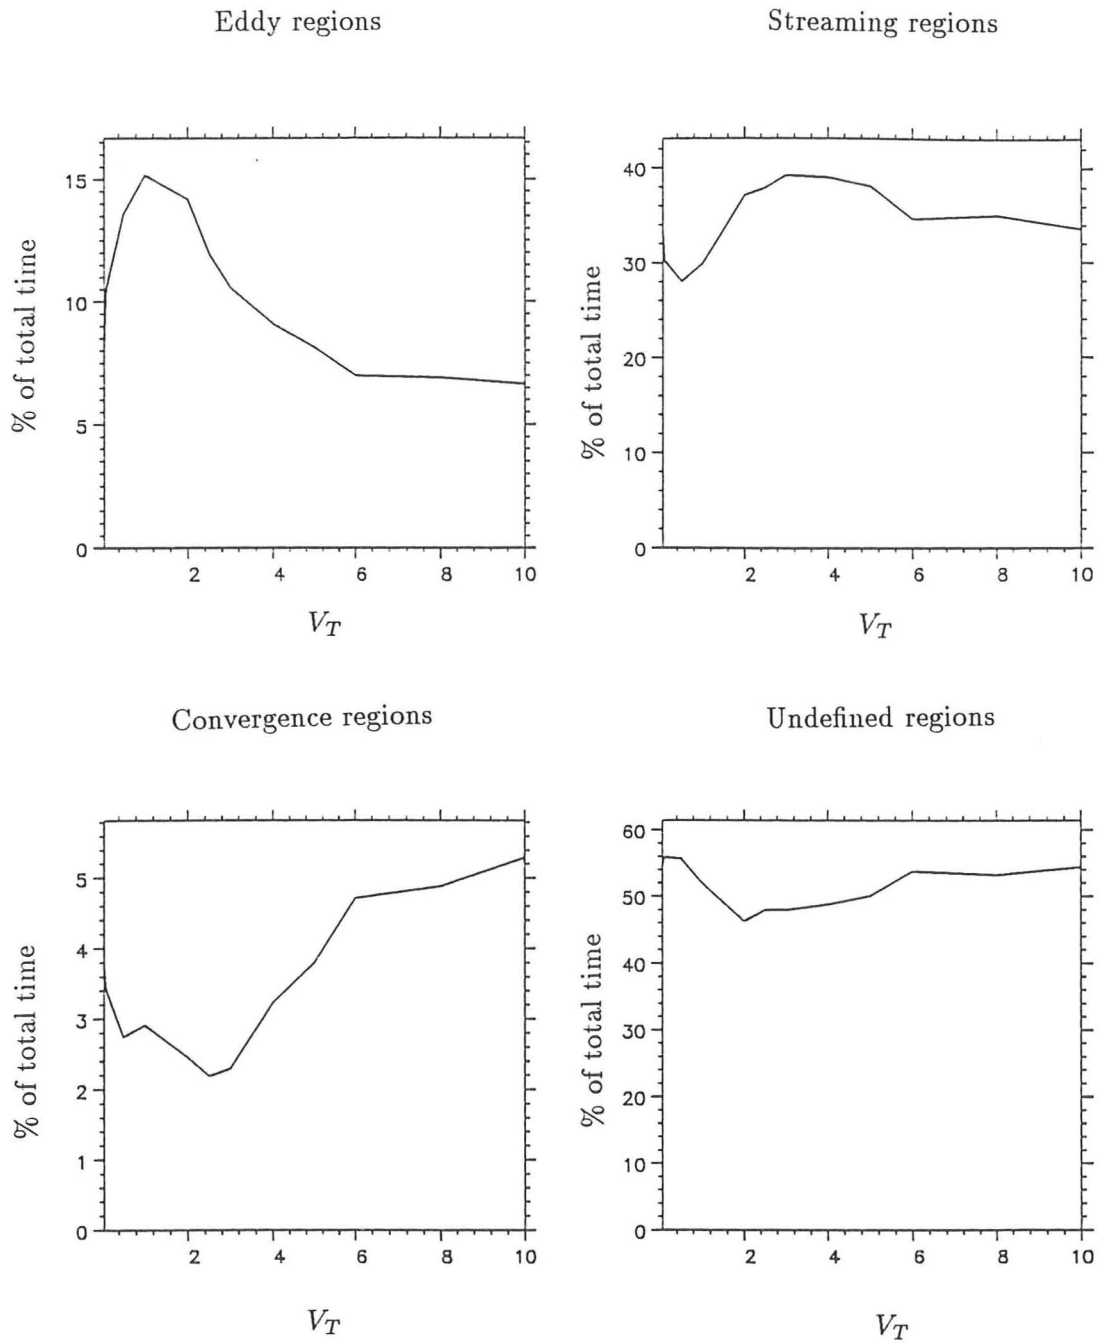 Eddy regions
Streaming regions
% of total time
15
10
5
0
2 4 6 8 10
V_T
% of total time
40
30
20
10
0
2 4 6 8 10
V_T
Convergence regions
Undefined regions
% of total time
5
4
3
2
1
0
2 4 6 8 10
V_T
% of total time
60
50
40
30
20
10
0
2 4 6 8 10
V_T